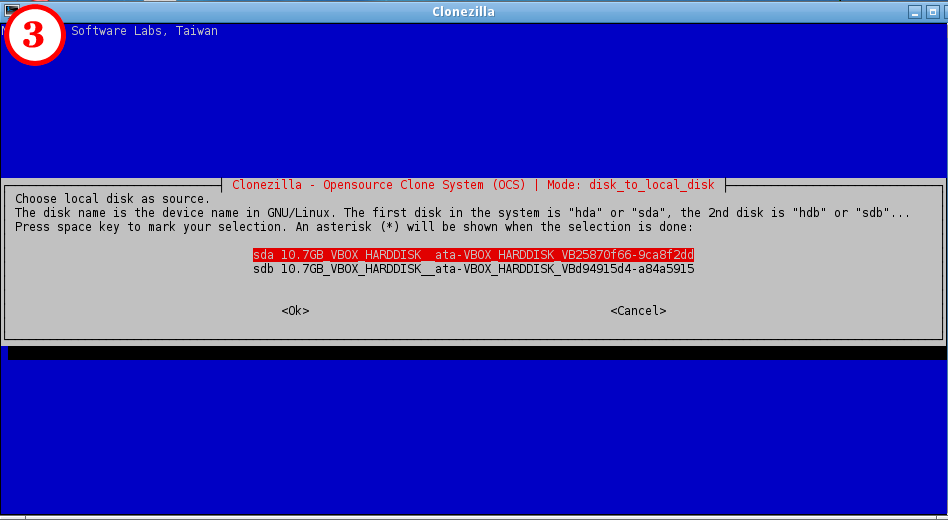 Clonezilla
3
Software Labs, Taiwan
Clonezilla - Opensource Clone System (OCS) | Mode: disk_to_local_disk
Choose local disk as source.
The disk name is the device name in GNU/Linux. The first disk in the system is "hda" or "sda", the 2nd disk is "hdb" or "sdb"...
Press space key to mark your selection. An asterisk (*) will be shown when the selection is done:
sda 10.7GB_VBOX_HARDDISK__ata-VBOX_HARDDISK_VB25870f66-9ca8f2dd
sdb 10.7GB_VBOX_HARDDISK__ata-VBOX_HARDDISK_VBd94915d4-a84a5915
<Ok> <Cancel>